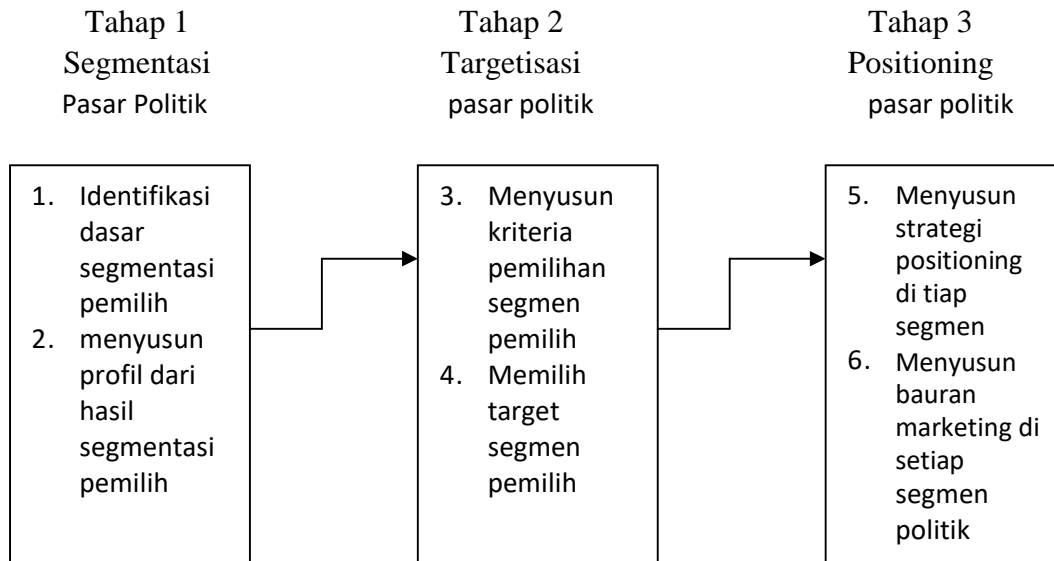 Tahap 1
Segmentasi
Pasar Politik
Tahap 2
Targetisasi
pasar politik
Tahap 3
Positioning
pasar politik
1. Identifikasi
dasar
segmentasi
pemilih
2. menyusun
profil dari
hasil
segmentasi
pemilih
3. Menyusun
kriteria
pemilihan
segmen
pemilih
4. Memilih
target
segmen
pemilih
5. Menyusun
strategi
positioning
di tiap
segmen
6. Menyusun
bauran
marketing di
setiap
segmen
politik